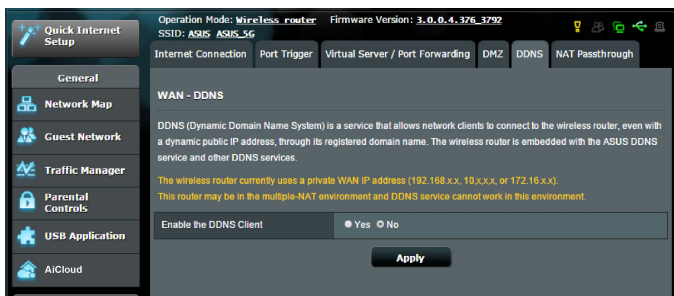 Quick Internet
Setup
Operation Mode: Wireless router Firmware Version: 3.0.0.4.376_3792
SSID: ASUS ASUS_5G
Internet Connection Port Trigger Virtual Server / Port Forwarding DMZ DDNS NAT Passthrough
General
Network Map
Guest Network
Traffic Manager
Parental
Controls
USB Application
AiCloud
WAN - DDNS
DDNS (Dynamic Domain Name System) is a service that allows network clients to connect to the wireless router, even with
a dynamic public IP address, through its registered domain name. The wireless router is embedded with the ASUS DDNS
service and other DDNS services.
The wireless router currently uses a private WAN IP address (192.168.x.x, 10,x,x,x, or 172.16.x.x).
This router may be in the multiple-NAT environment and DDNS service cannot work in this environment.
Enable the DDNS Client Yes No
Apply